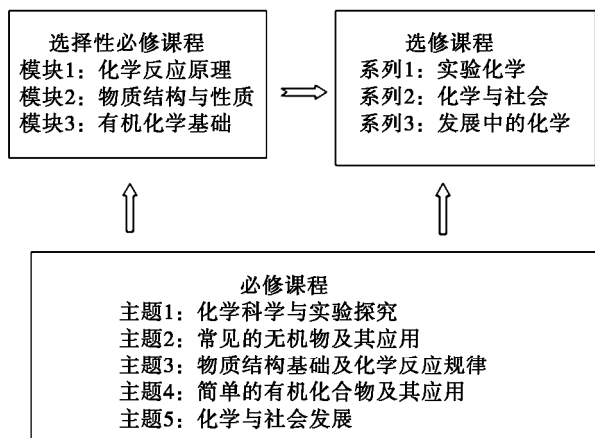 选择性必修课程
模块1：化学反应原理
模块2：物质结构与性质
模块3：有机化学基础
选修课程
系列1：实验化学
系列2：化学与社会
系列3：发展中的化学
必修课程
主题1：化学科学与实验探究
主题2：常见的无机物及其应用
主题3：物质结构基础及化学反应规律
主题4：简单的有机化合物及其应用
主题5：化学与社会发展